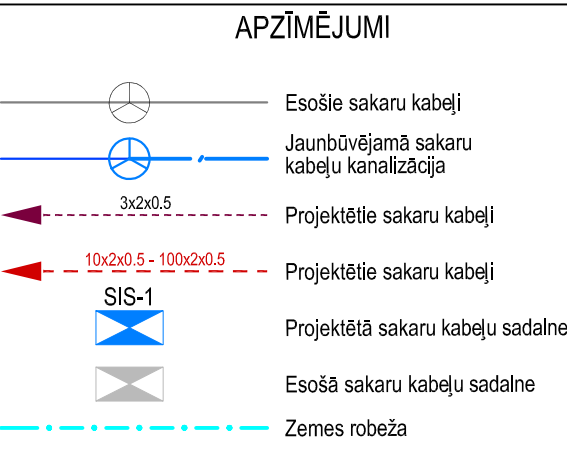 APZĪMĒJUMI
Esošie sakaru kabeļi
Jaunbūvējamā sakaru
kabeļu kanalizācija
3x2x0.5
Projektētie sakaru kabeļi
10x2x0.5 - 100x2x0.5
Projektētie sakaru kabeļi
SIS-1
Projektētā sakaru kabeļu sadalne
Esošā sakaru kabeļu sadalne
Zemes robeža